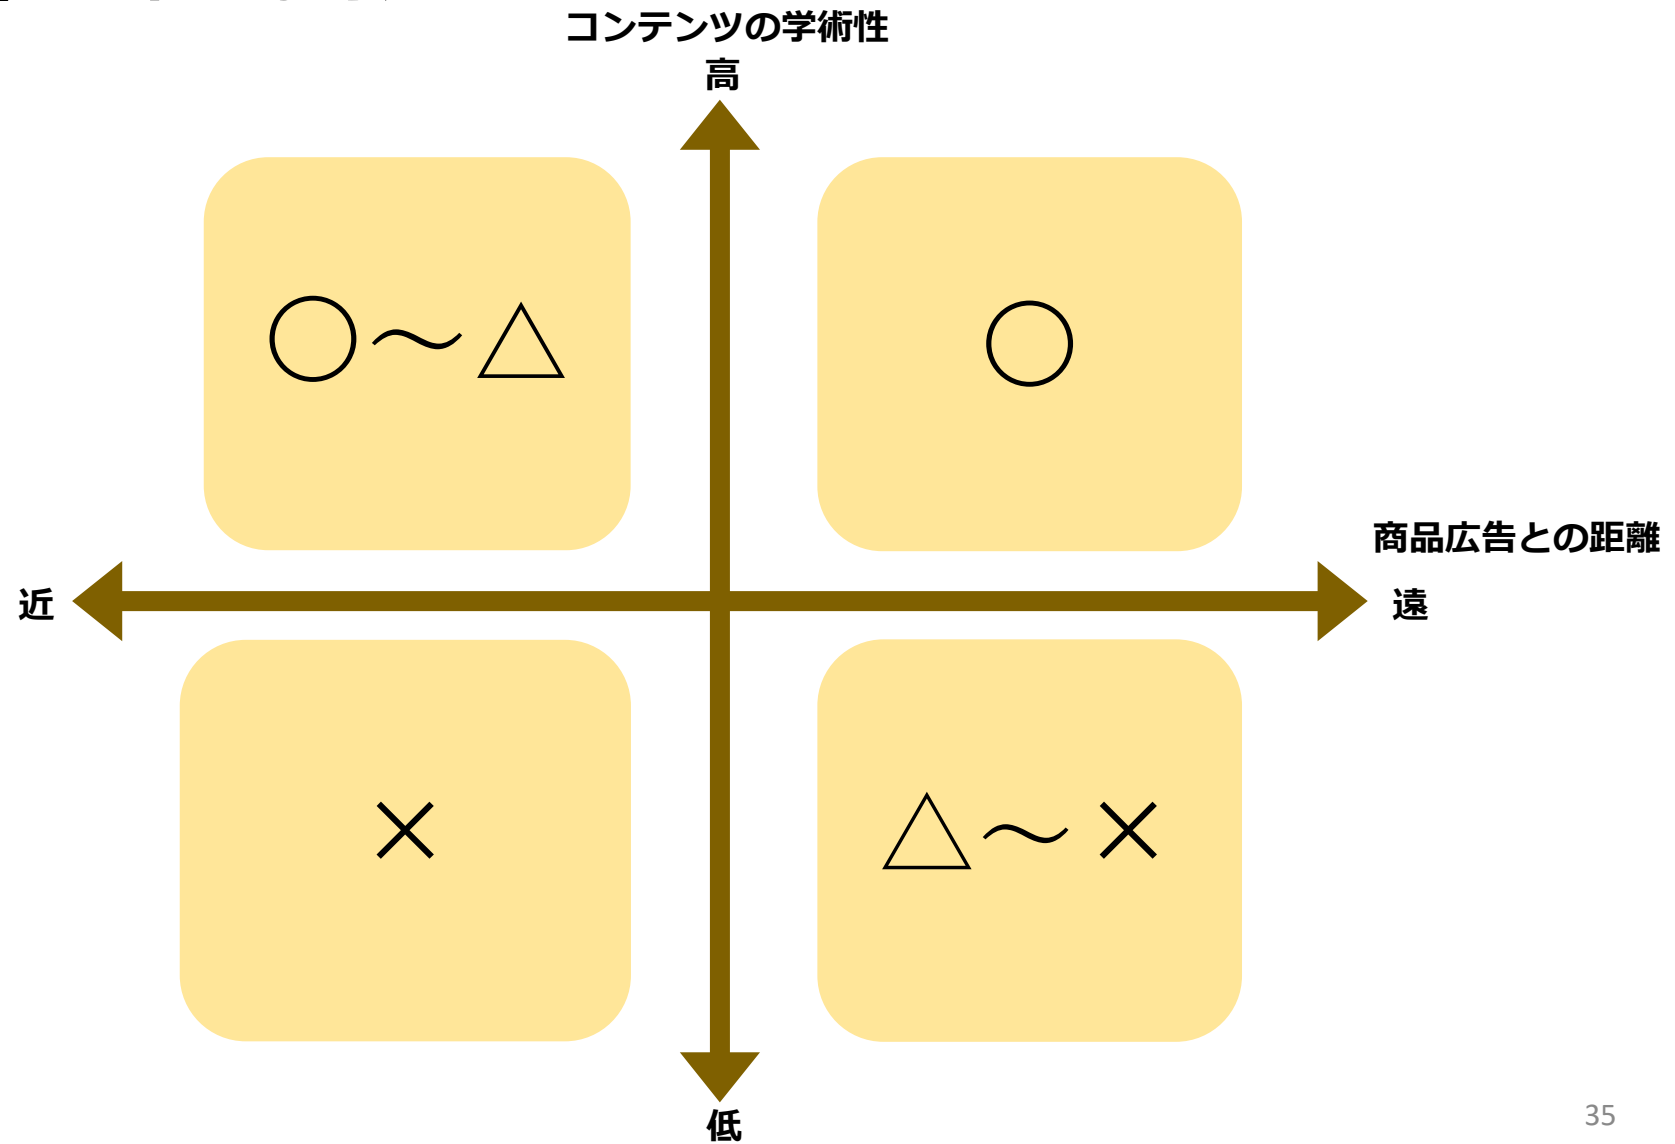 コンテンツの学術性
高
○～△
○
商品広告との距離
近
遠
×
△～×
低
35